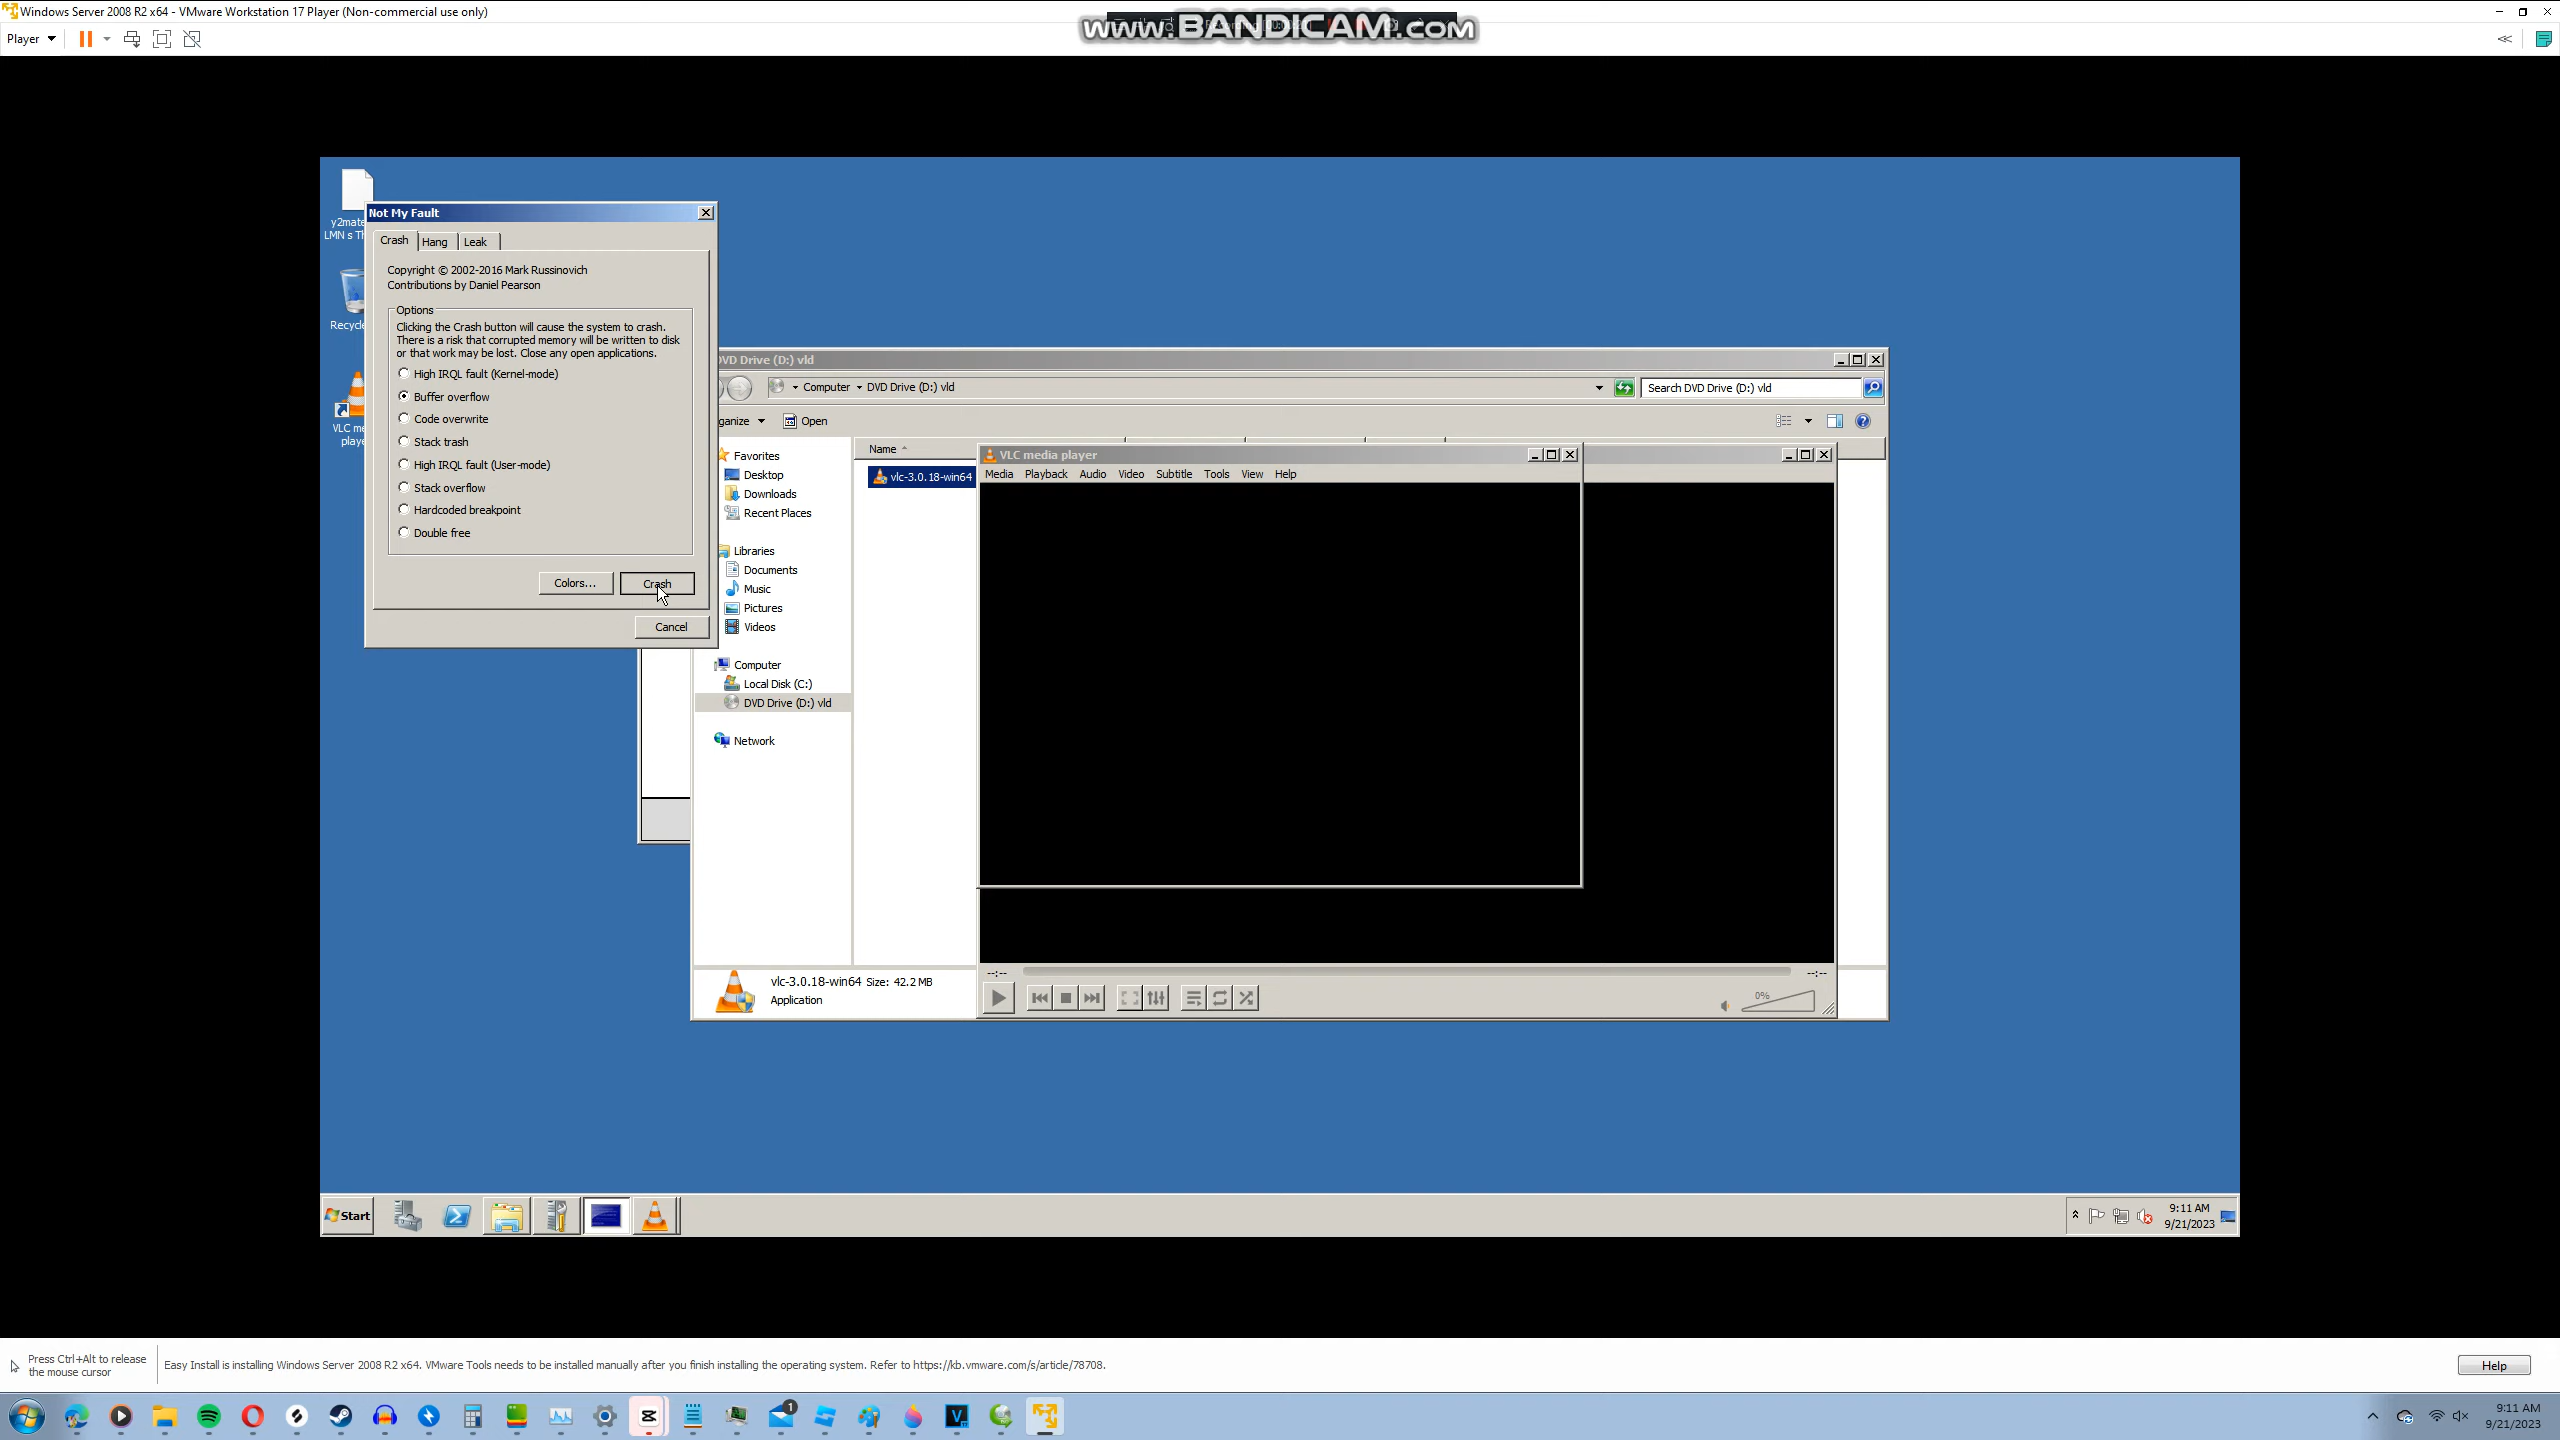 Windows Server 2008 R2 x64 - VMware Workstation 17 Player (Non-commercial use only)
www.BANDICAM.com
Player
y2mate
LMN s Th
Recycle
VLC me
playe
Not My Fault
Crash
Hang
Leak
Copyright © 2002-2016 Mark Russinovich
Contributions by Daniel Pearson
Options
Clicking the Crash button will cause the system to crash.
There is a risk that corrupted memory will be written to disk
or that work may be lost. Close any open applications.
High IRQL fault (Kernel-mode)
Buffer overflow
Code overwrite
Stack trash
High IRQL fault (User-mode)
Stack overflow
Hardcoded breakpoint
Double free
Colors...
Crash
Cancel
DVD Drive (D:) vld
Computer
DVD Drive (D:) vld
Search DVD Drive (D:) vld
ganize
Open
Favorites
Desktop
Downloads
Recent Places
Libraries
Documents
Music
Pictures
Videos
Computer
Local Disk (C:)
DVD Drive (D:) vld
Network
Name
vlc-3.0.18-win64
VLC media player
Media Playback Audio Video Subtitle Tools View Help
--:--
--:--
0%
vlc-3.0.18-win64 Size: 42.2 MB
Application
Start
9:11 AM
9/21/2023
Press Ctrl+Alt to release
the mouse cursor
Easy Install is installing Windows Server 2008 R2 x64. VMware Tools needs to be installed manually after you finish installing the operating system. Refer to https://kb.vmware.com/s/article/78708.
Help
1
9:11 AM
9/21/2023